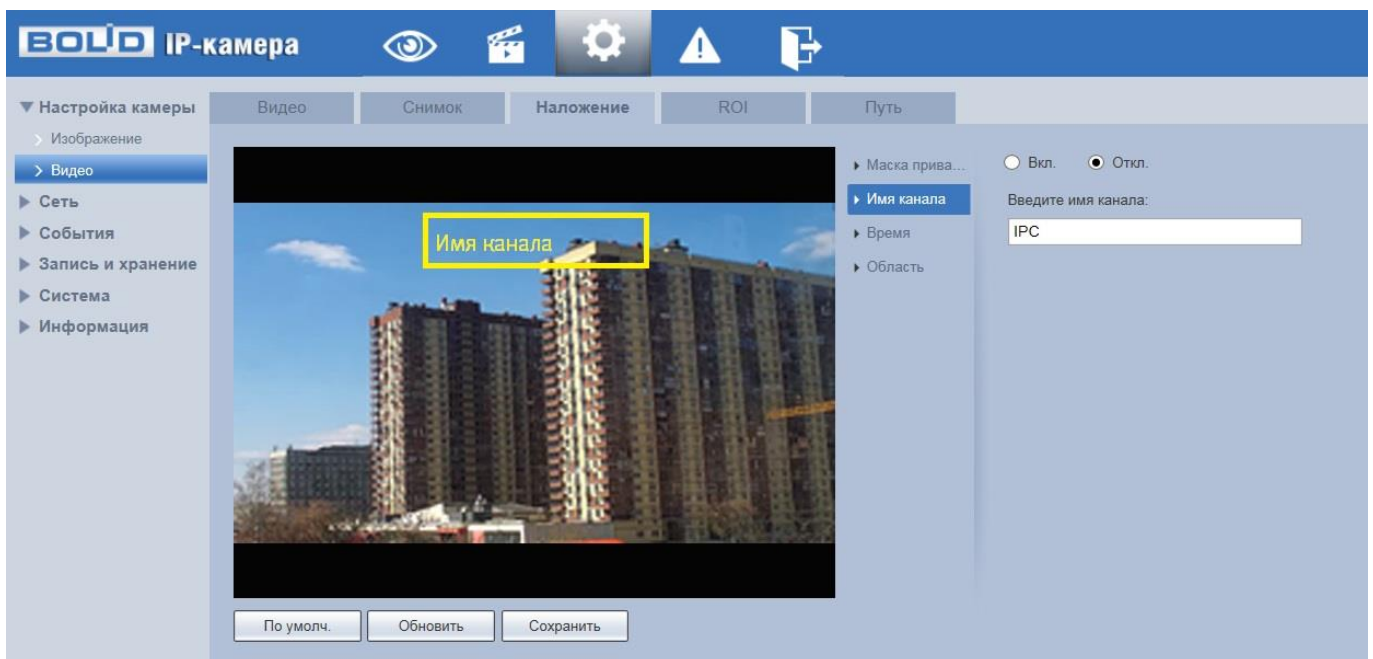 BOLID IP-камера
Настройка камеры
Изображение
Видео
Сеть
События
Запись и хранение
Система
Информация
Видео Снимок Наложение ROI Путь
Имя канала
Маска прива...
Имя канала
Время
Область
Вкл. Откл.
Введите имя канала:
IPC
По умолч. Обновить Сохранить